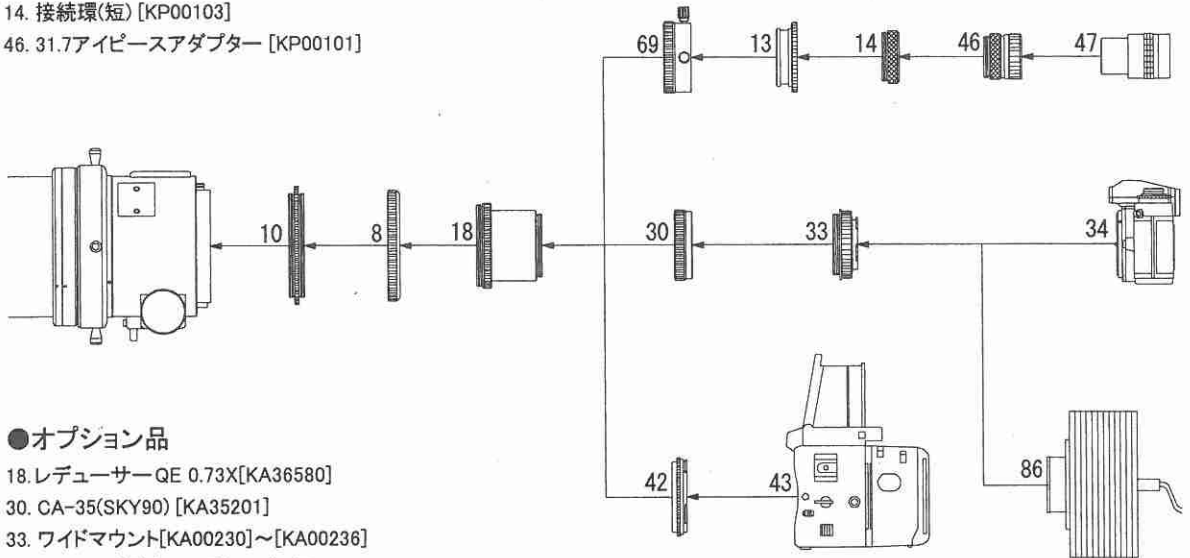 14. 接続環(短) [KP00103]
46. 31.7アイピースアダプター [KP00101]
69
13
14
46
47
10
8
18
30
33
34
42
43
86
●オプション品
18.レデューサーQE 0.73X[KA36580]
30. CA-35(SKY90) [KA35201]
33. ワイドマウント[KA00230]~[KA00236]